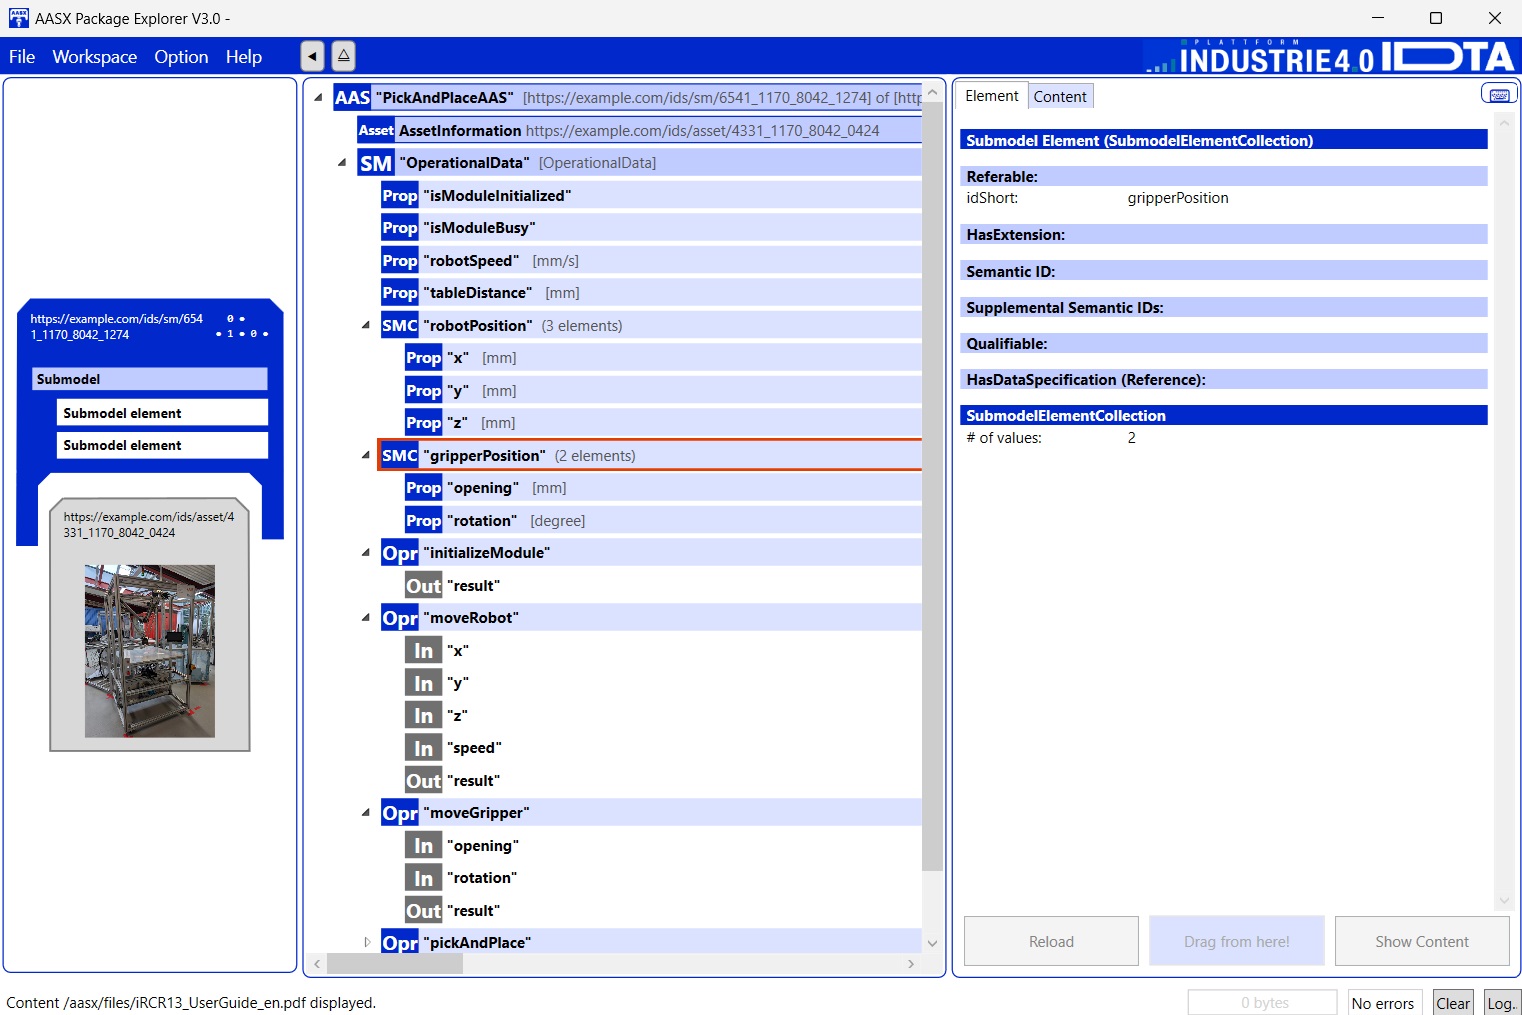 AASX Package Explorer V3.0 -
File Workspace Option Help
PLATTFORM
INDUSTRIE4.0 IDTA
https://example.com/ids/sm/654
1_1170_8042_1274
0
1 0
Submodel
Submodel element
Submodel element
https://example.com/ids/asset/4
331_1170_8042_0424
AAS "PickAndPlaceAAS" [https://example.com/ids/sm/6541_1170_8042_1274] of [http
Asset AssetInformation https://example.com/ids/asset/4331_1170_8042_0424
SM "OperationalData" [OperationalData]
Prop "isModuleInitialized"
Prop "isModuleBusy"
Prop "robotSpeed" [mm/s]
Prop "tableDistance" [mm]
SMC "robotPosition" (3 elements)
Prop "x" [mm]
Prop "y" [mm]
Prop "z" [mm]
SMC "gripperPosition" (2 elements)
Prop "opening" [mm]
Prop "rotation" [degree]
Opr "initializeModule"
Out "result"
Opr "moveRobot"
In "x"
In "y"
In "z"
In "speed"
Out "result"
Opr "moveGripper"
In "opening"
In "rotation"
Out "result"
Opr "pickAndPlace"
Element Content
Submodel Element (SubmodelElementCollection)
Referable:
idShort: gripperPosition
HasExtension:
Semantic ID:
Supplemental Semantic IDs:
Qualifiable:
HasDataSpecification (Reference):
SubmodelElementCollection
# of values: 2
Reload Drag from here! Show Content
Content /aasx/files/iRCR13_UserGuide_en.pdf displayed.
0 bytes No errors Clear Log..